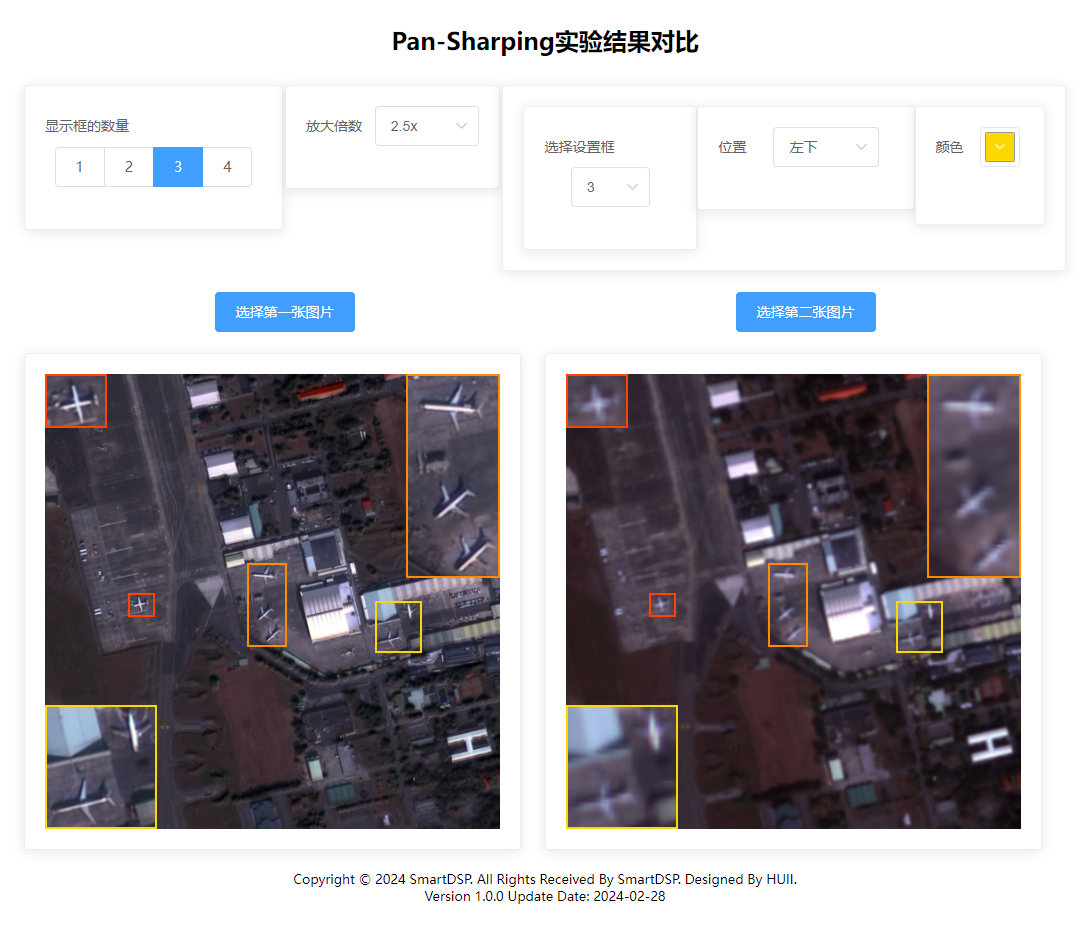 Pan-Sharping实验结果对比
显示框的数量
1 2 3 4
放大倍数 2.5x
选择设置框
3
位置 左下
颜色
选择第一张图片
选择第二张图片
Copyright © 2024 SmartDSP. All Rights Received By SmartDSP. Designed By HUII.
Version 1.0.0 Update Date: 2024-02-28